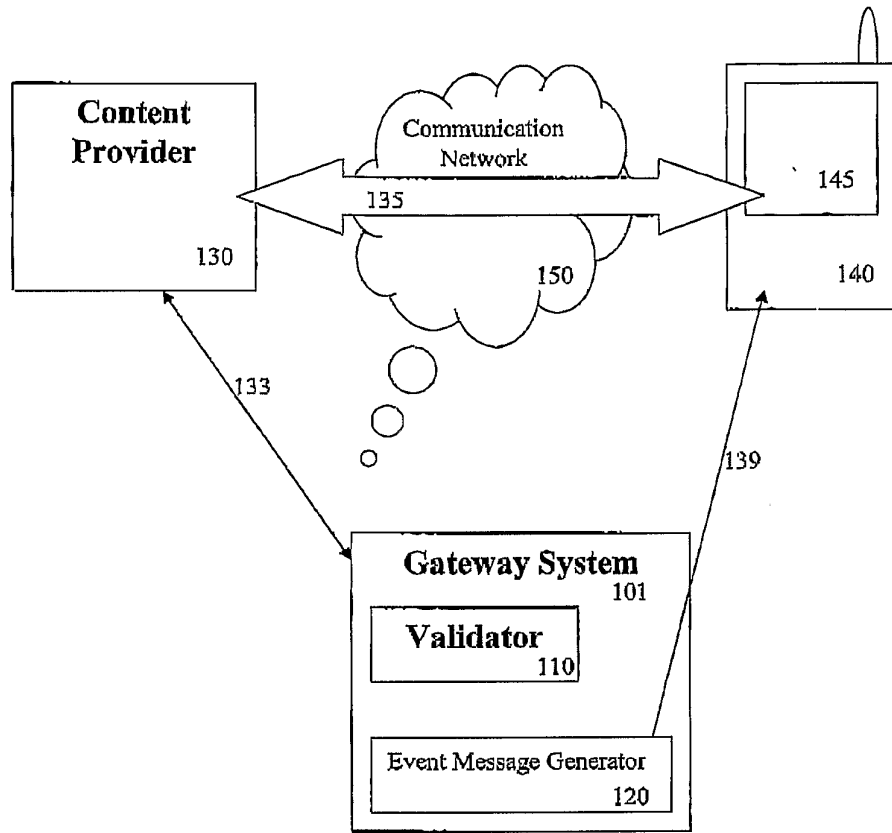 Content
Provider
130
Communication
Network
135
150
145
140
133
139
Gateway System
101
Validator
110
Event Message Generator
120